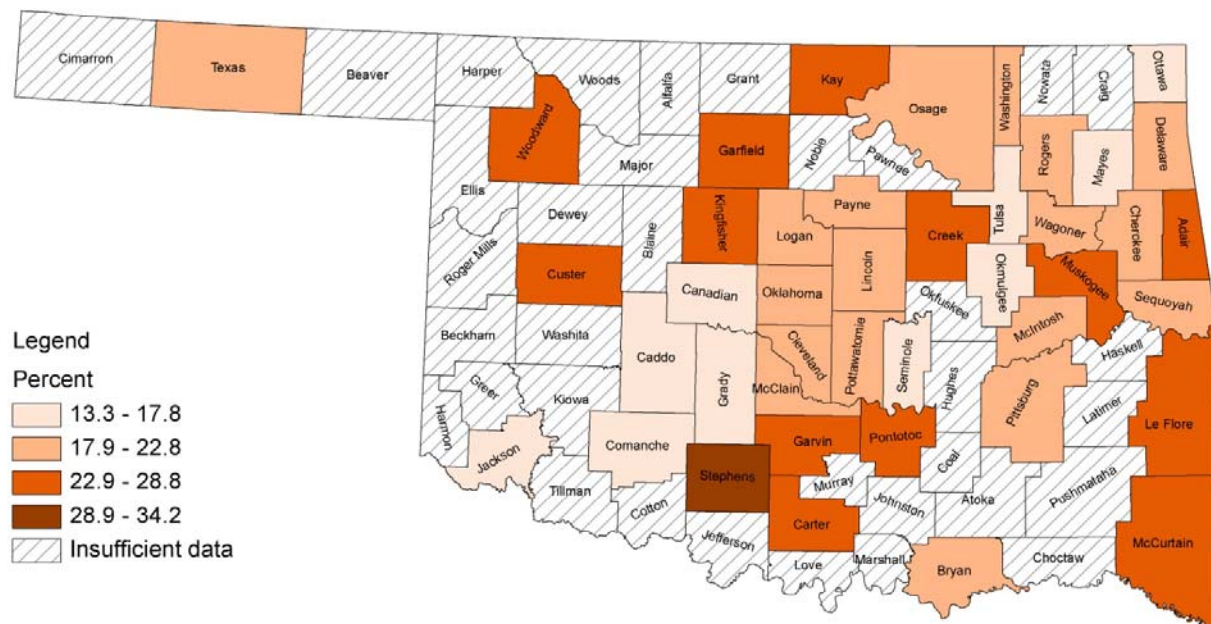 Cimarron
Texas
Beaver
Harper
Woods
Alfalfa
Grant
Kay
Osage
Washington
Nowata
Craig
Ottawa
Woodward
Major
Garfield
Noble
Pawnee
Rogers
Mayes
Delaware
Ellis
Dewey
Blaine
Kingfisher
Logan
Payne
Creek
Tulsa
Wagoner
Cherokee
Adair
Roger Mills
Custer
Canadian
Oklahoma
Lincoln
Okfuskee
Okmulgee
Muskogee
Sequoyah
Beckham
Washita
Caddo
Grady
Cleveland
McClain
Pottawatomie
Seminole
Hughes
McIntosh
Haskell
Pittsburg
Latimer
Le Flore
Harmon
Greer
Kiowa
Jackson
Comanche
Stephens
Garvin
Pontotoc
Coal
Tillman
Cotton
Jefferson
Murray
Carter
Johnston
Atoka
Pushmataha
Love
Marshall
Bryan
Choctaw
McCurtain
Legend
Percent
13.3 - 17.8
17.9 - 22.8
22.9 - 28.8
28.9 - 34.2
Insufficient data